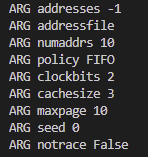 ARG addresses -1
ARG addressfile
ARG numaddrs 10
ARG policy FIFO
ARG clockbits 2
ARG cachesize 3
ARG maxpage 10
ARG seed 0
ARG notrace False